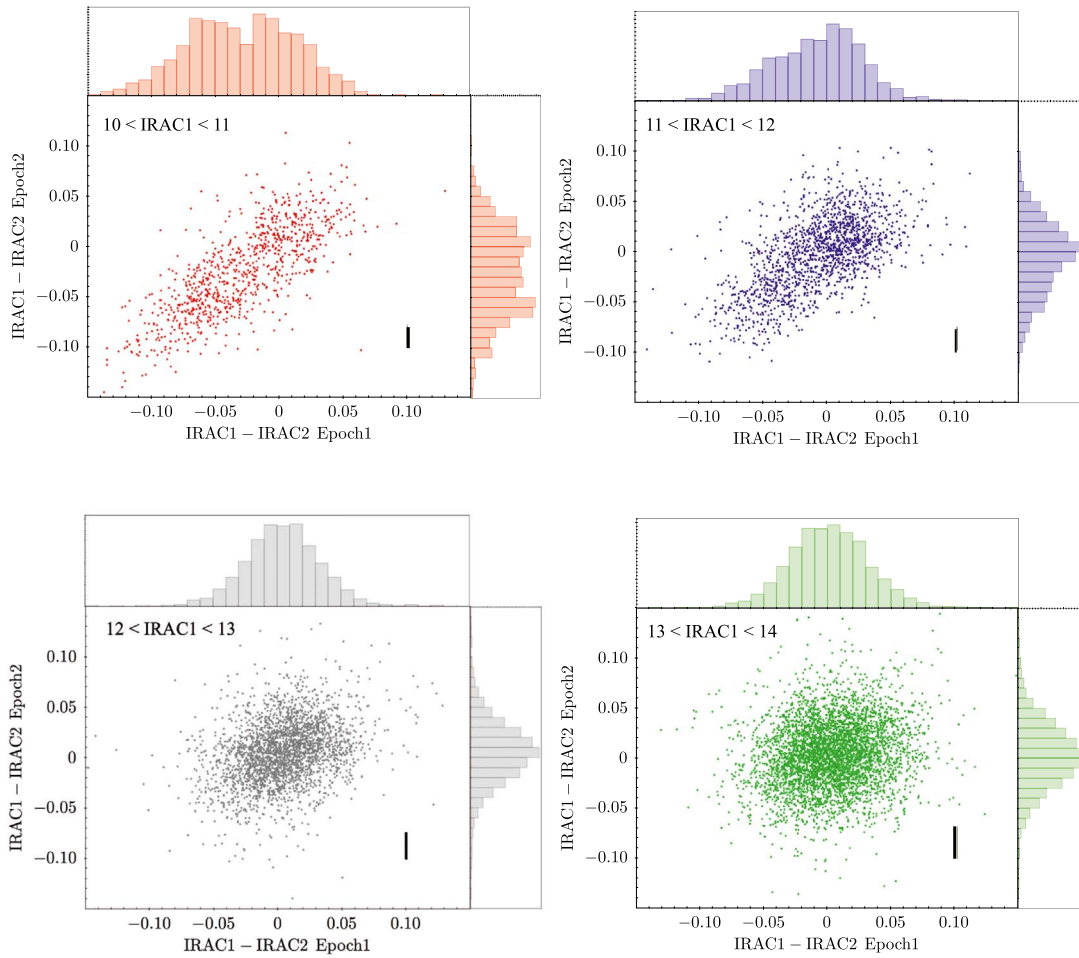 10 < IRAC1 < 11
IRAC1 − IRAC2 Epoch2
0.10
0.05
0
−0.05
−0.10
−0.10 −0.05 0 0.05 0.10
IRAC1 − IRAC2 Epoch1
11 < IRAC1 < 12
IRAC1 − IRAC2 Epoch2
0.10
0.05
0
−0.05
−0.10
−0.10 −0.05 0 0.05 0.10
IRAC1 − IRAC2 Epoch1
12 < IRAC1 < 13
IRAC1 − IRAC2 Epoch2
0.10
0.05
0
−0.05
−0.10
−0.10 −0.05 0 0.05 0.10
IRAC1 − IRAC2 Epoch1
13 < IRAC1 < 14
IRAC1 − IRAC2 Epoch2
0.10
0.05
0
−0.05
−0.10
−0.10 −0.05 0 0.05 0.10
IRAC1 − IRAC2 Epoch1